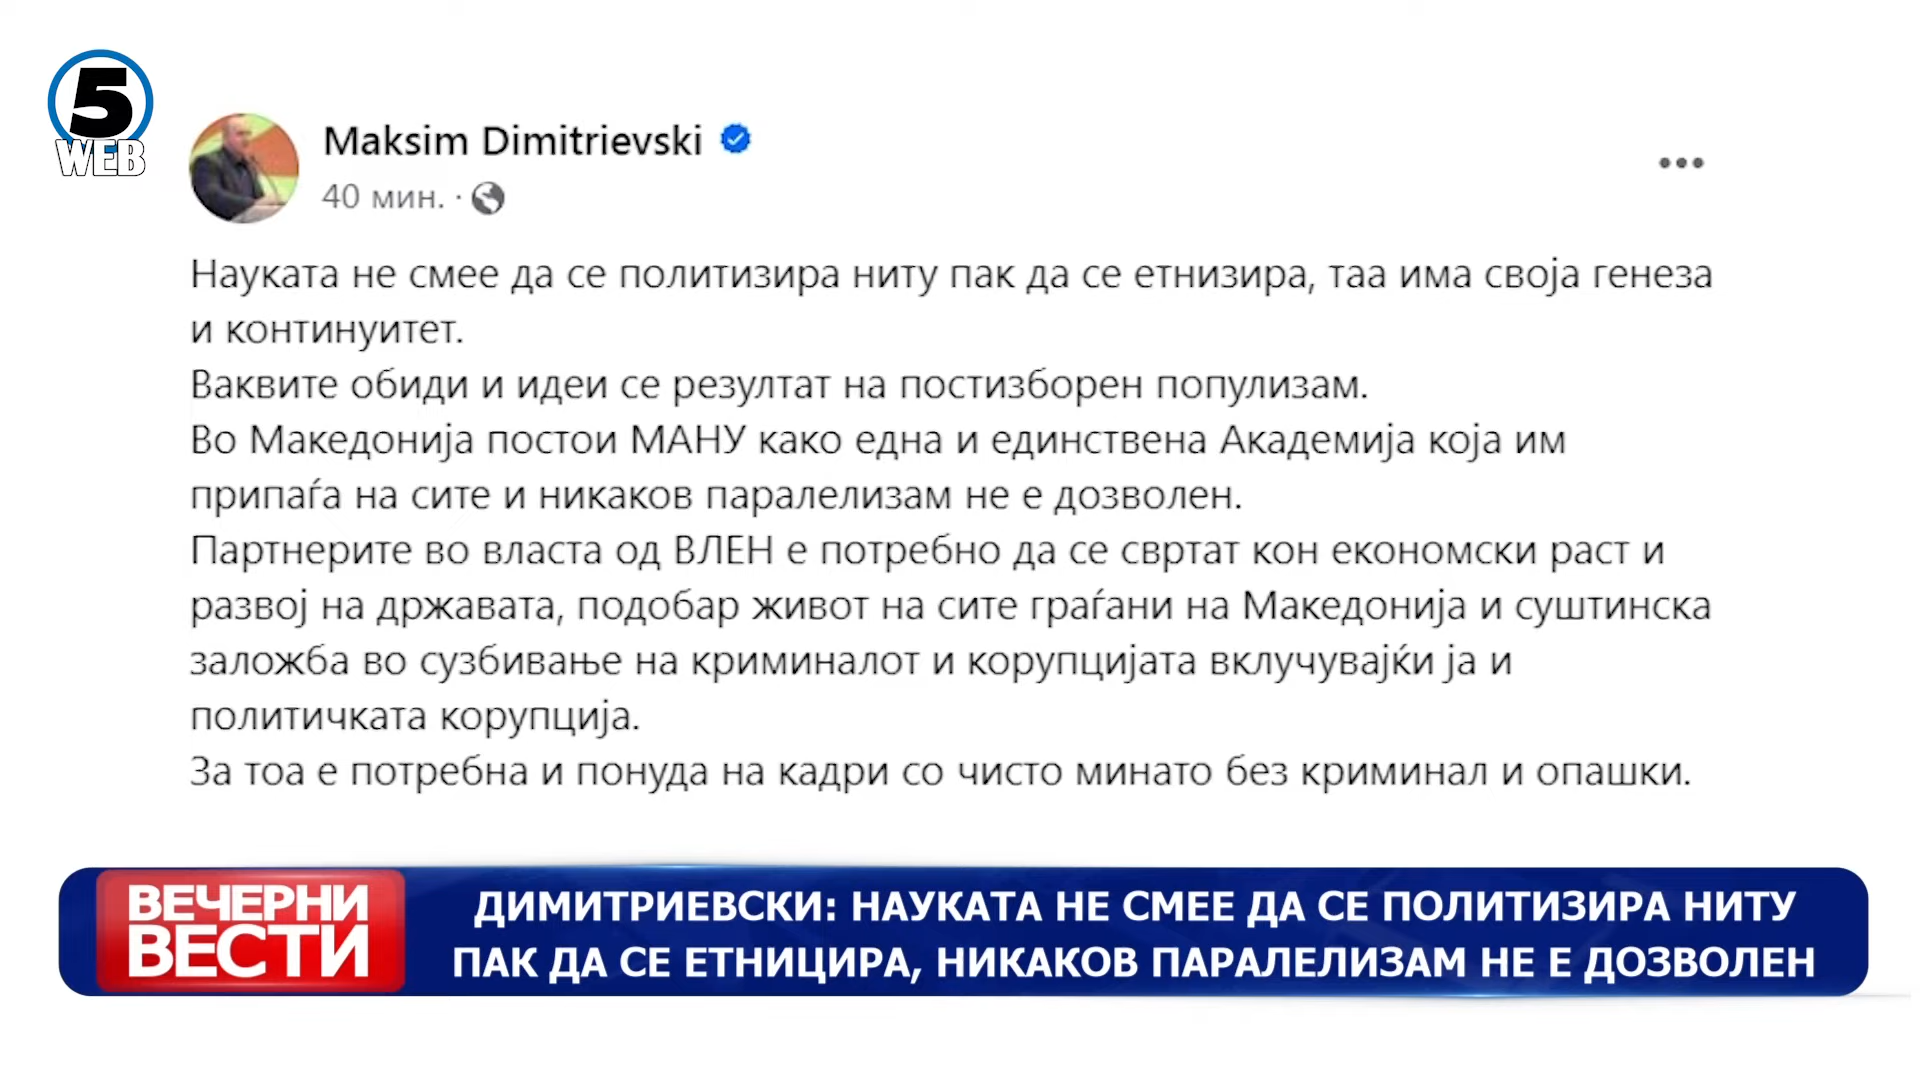 5
WEB
Maksim Dimitrievski
40 мин. ·
Науката не смее да се политизира ниту пак да се етнизира, таа има своја генеза
и континуитет.
Ваквите обиди и идеи се резултат на постизборен популизам.
Во Македонија постои МАНУ како една и единствена Академија која им
припаѓа на сите и никаков паралелизам не е дозволен.
Партнерите во власта од ВЛЕН е потребно да се свртат кон економски раст и
развој на државата, подобар живот на сите граѓани на Македонија и суштинска
заложба во сузбивање на криминалот и корупцијата вклучувајќи ја и
политичката корупција.
За тоа е потребна и понуда на кадри со чисто минато без криминал и опашки.
ВЕЧЕРНИ
ВЕСТИ
ДИМИТРИЕВСКИ: НАУКАТА НЕ СМЕЕ ДА СЕ ПОЛИТИЗИРА НИТУ
ПАК ДА СЕ ЕТНИЦИРА, НИКАКОВ ПАРАЛЕЛИЗАМ НЕ Е ДОЗВОЛЕН